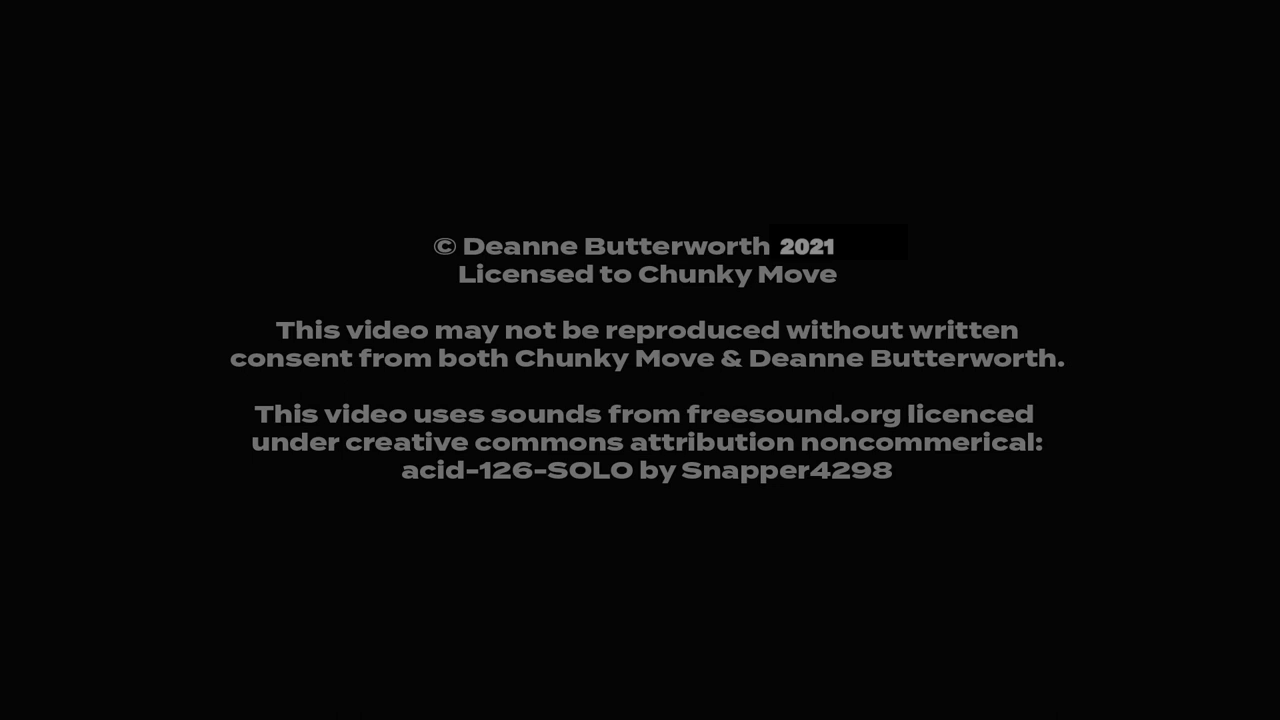 © Deanne Butterworth 2021
Licensed to Chunky Move
This video may not be reproduced without written
consent from both Chunky Move & Deanne Butterworth.
This video uses sounds from freesound.org licenced
under creative commons attribution noncommerical:
acid-126-SOLO by Snapper4298